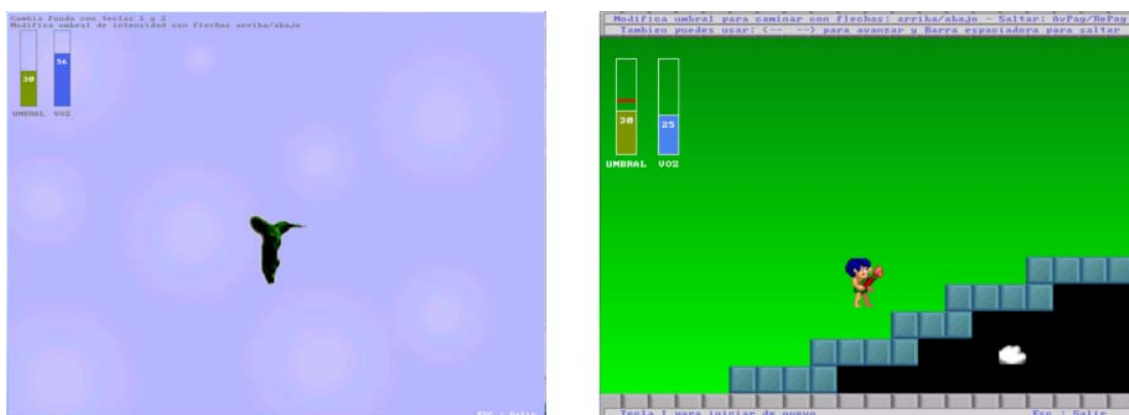 Cambia fondo con teclas 1 a 3
Modifica umbral de intensidad con flechas arriba/abajo
30
56
UMBRAL VOZ
Esc : Salir
Modifica umbral para caminar con flechas: arriba/abajo - Saltar: AvPag/RePag
Tambien puedes usar: <-- --> para avanzar y Barra espaciadora para saltar
30
25
UMBRAL VOZ
Tecla I para iniciar de nuevo
Esc : Salir